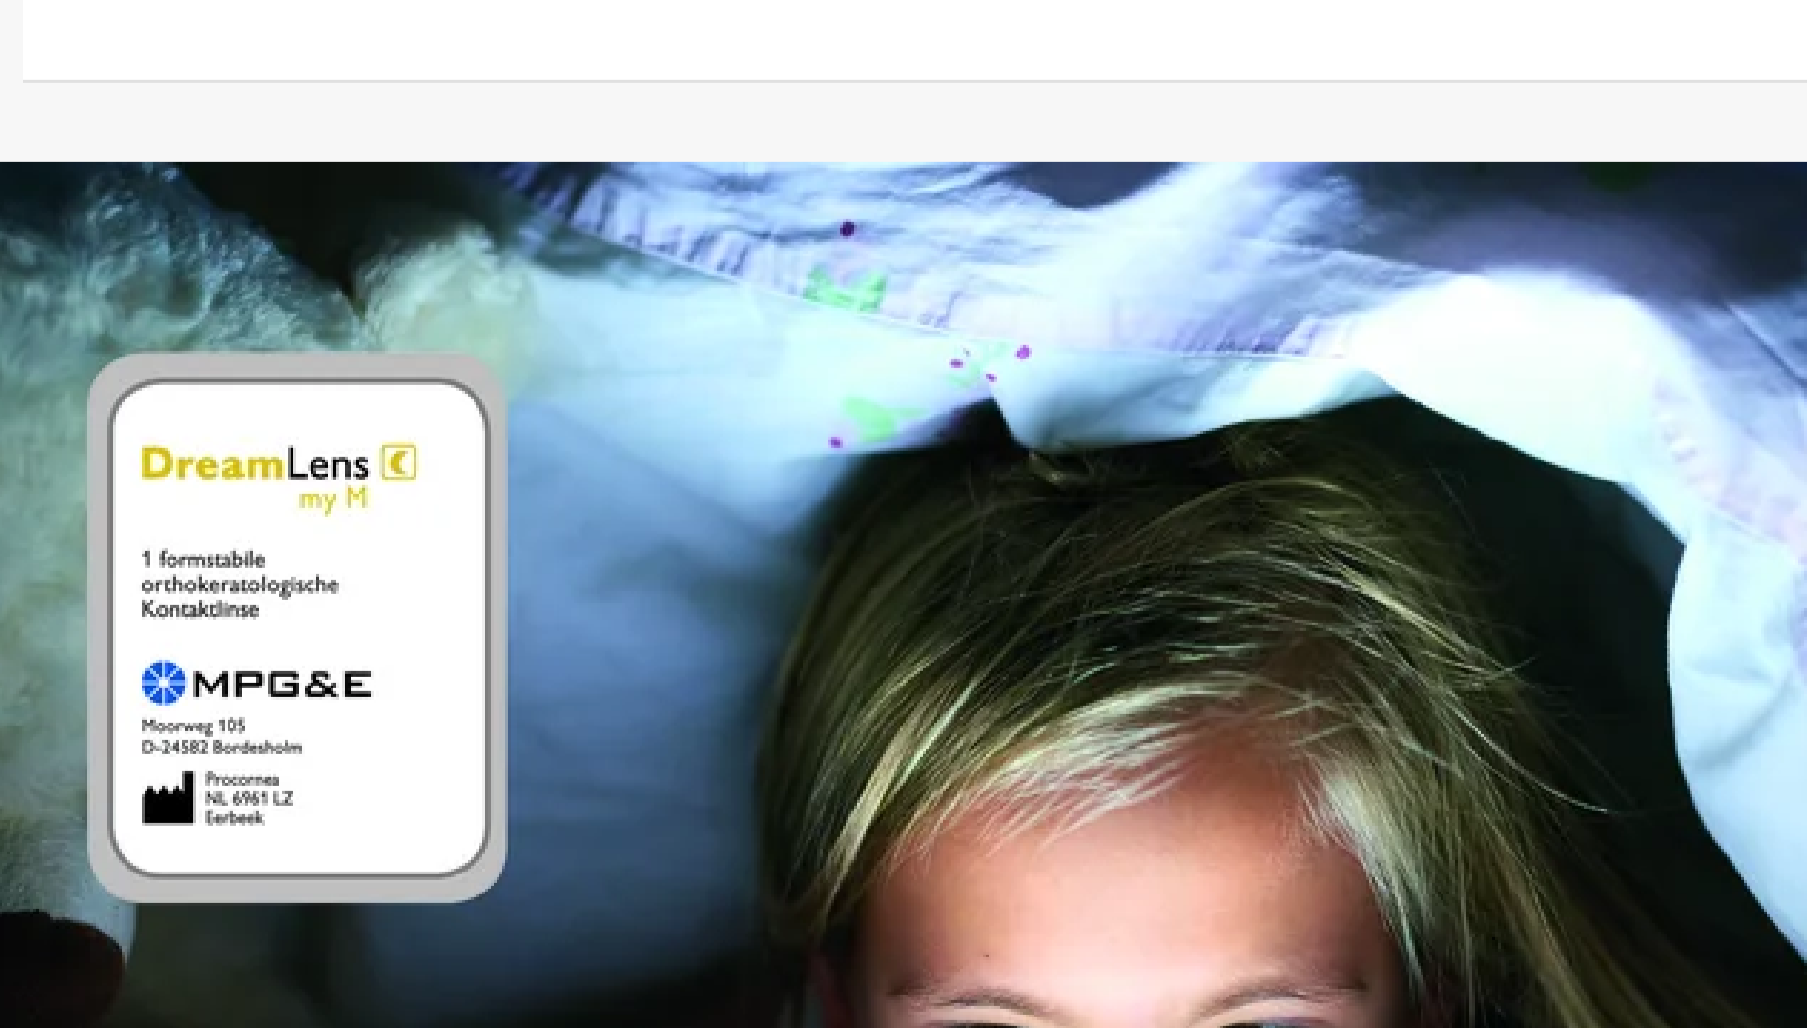 DreamLens
my M
1 formstabile
orthokeratologische
Kontaktlinse
MPG&E
Moorweg 105
D-24582 Bordesholm
Procornea
NL 6961 LZ
Eerbeek